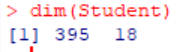 > dim(Student)
[1] 395  18